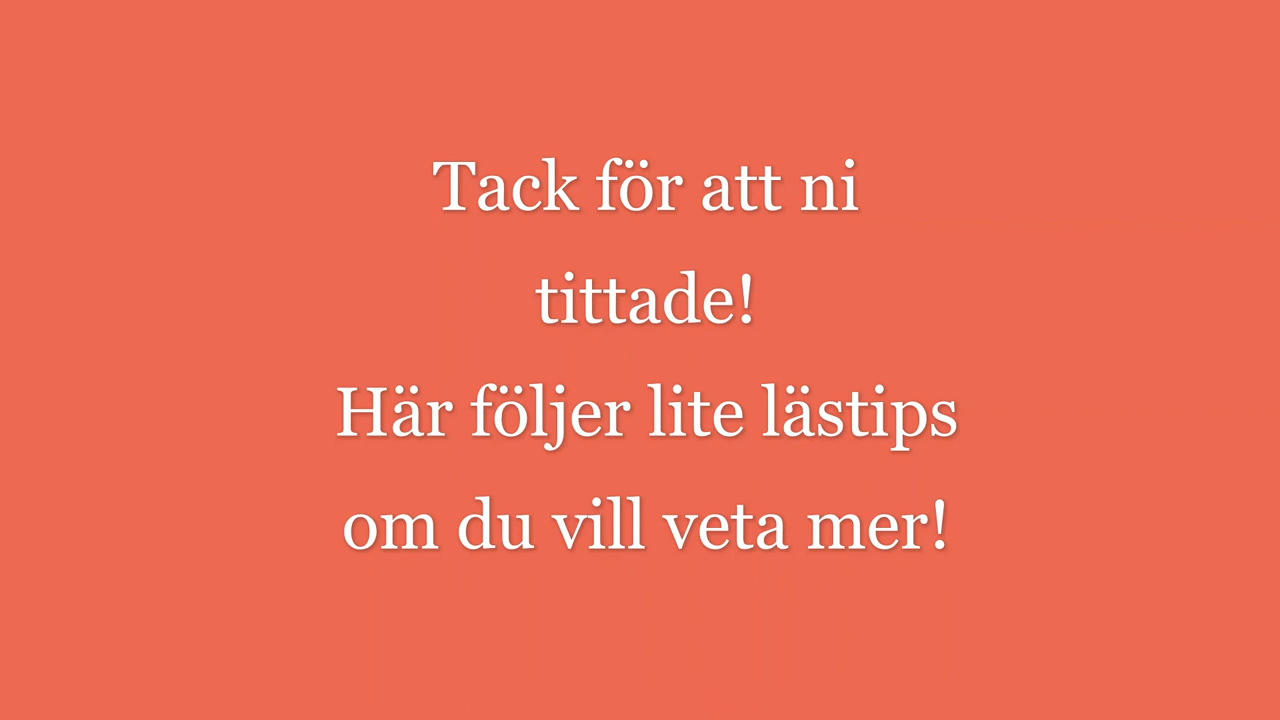 Tack för att ni
tittade!
Här följer lite lästips
om du vill veta mer!